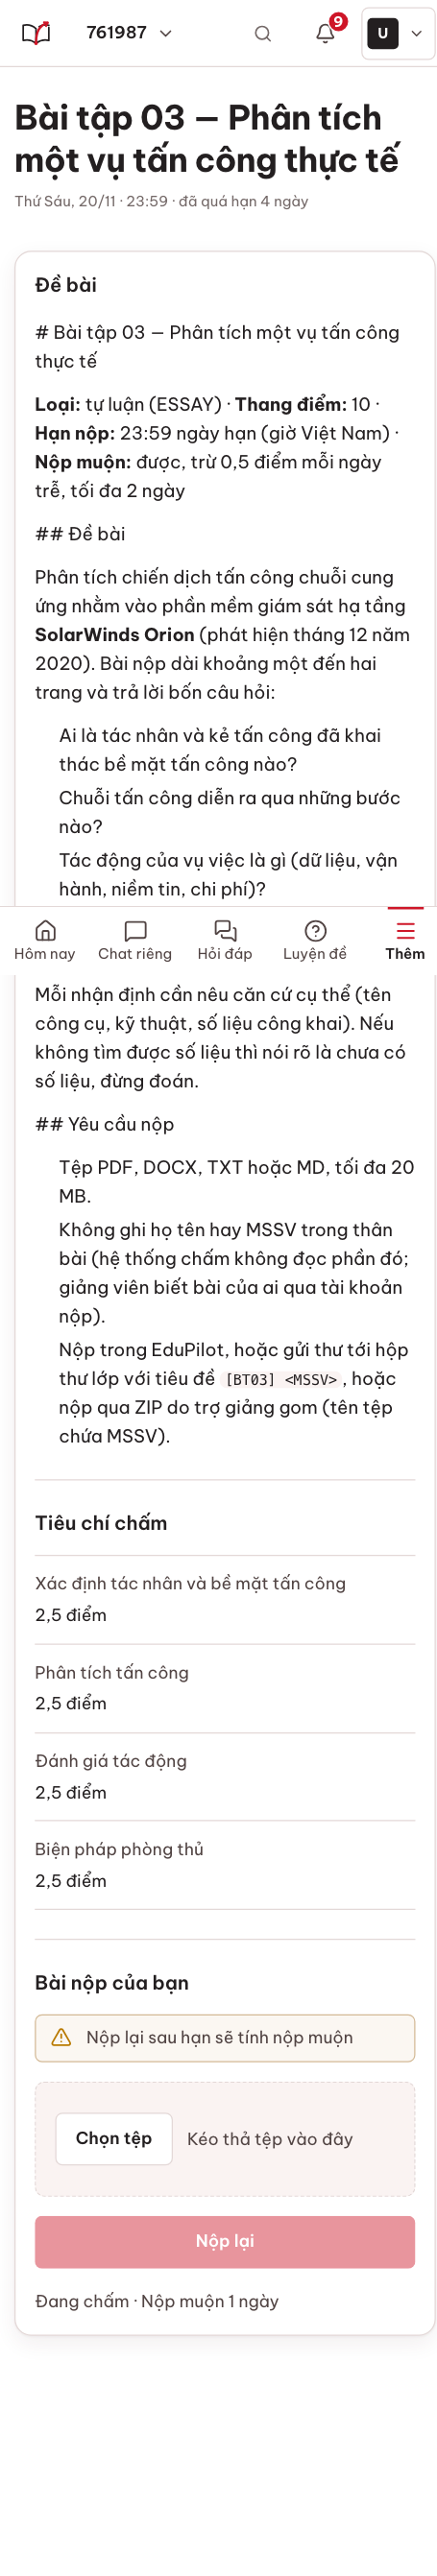 761987
9
U
Bài tập 03 — Phân tích
một vụ tấn công thực tế
Thứ Sáu, 20/11 · 23:59 · đã quá hạn 4 ngày
Đề bài
# Bài tập 03 — Phân tích một vụ tấn công
thực tế
Loại: tự luận (ESSAY) · Thang điểm: 10 ·
Hạn nộp: 23:59 ngày hạn (giờ Việt Nam) ·
Nộp muộn: được, trừ 0,5 điểm mỗi ngày
trễ, tối đa 2 ngày
## Đề bài
Phân tích chiến dịch tấn công chuỗi cung
ứng nhằm vào phần mềm giám sát hạ tầng
SolarWinds Orion (phát hiện tháng 12 năm
2020). Bài nộp dài khoảng một đến hai
trang và trả lời bốn câu hỏi:
Ai là tác nhân và kẻ tấn công đã khai
thác bề mặt tấn công nào?
Chuỗi tấn công diễn ra qua những bước
nào?
Tác động của vụ việc là gì (dữ liệu, vận
hành, niềm tin, chi phí)?
Hôm nay
Chat riêng
Hỏi đáp
Luyện đề
Thêm
Mỗi nhận định cần nêu căn cứ cụ thể (tên
công cụ, kỹ thuật, số liệu công khai). Nếu
không tìm được số liệu thì nói rõ là chưa có
số liệu, đừng đoán.
## Yêu cầu nộp
Tệp PDF, DOCX, TXT hoặc MD, tối đa 20
MB.
Không ghi họ tên hay MSSV trong thân
bài (hệ thống chấm không đọc phần đó;
giảng viên biết bài của ai qua tài khoản
nộp).
Nộp trong EduPilot, hoặc gửi thư tới hộp
thư lớp với tiêu đề [BT03] <MSSV>, hoặc
nộp qua ZIP do trợ giảng gom (tên tệp
chứa MSSV).
Tiêu chí chấm
Xác định tác nhân và bề mặt tấn công
2,5 điểm
Phân tích tấn công
2,5 điểm
Đánh giá tác động
2,5 điểm
Biện pháp phòng thủ
2,5 điểm
Bài nộp của bạn
Nộp lại sau hạn sẽ tính nộp muộn
Chọn tệp
Kéo thả tệp vào đây
Nộp lại
Đang chấm · Nộp muộn 1 ngày